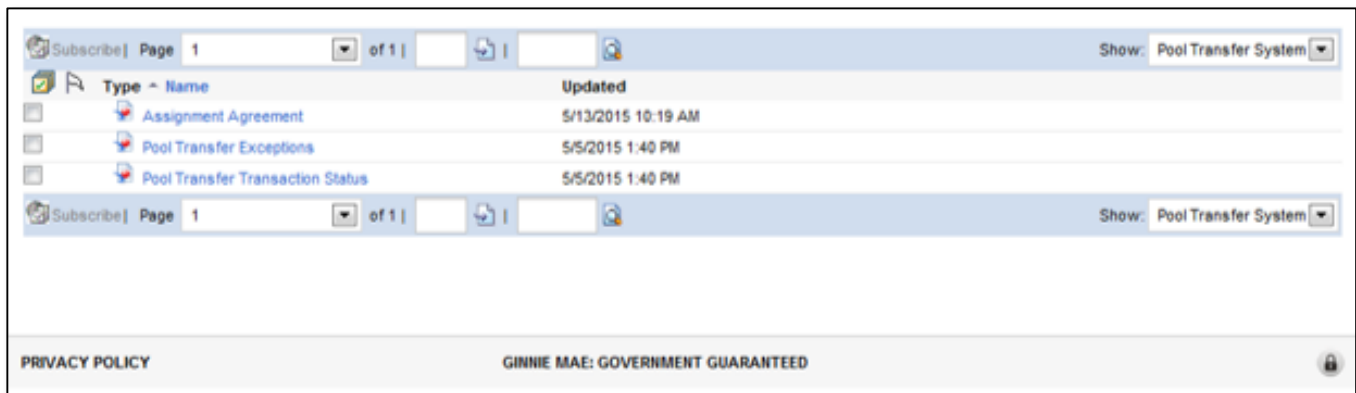 Subscribe| Page 1 of 1 | | Show: Pool Transfer System
Type Name Updated
Assignment Agreement 5/13/2015 10:19 AM
Pool Transfer Exceptions 5/5/2015 1:40 PM
Pool Transfer Transaction Status 5/5/2015 1:40 PM
Subscribe| Page 1 of 1 | | Show: Pool Transfer System
PRIVACY POLICY GINNIE MAE: GOVERNMENT GUARANTEED